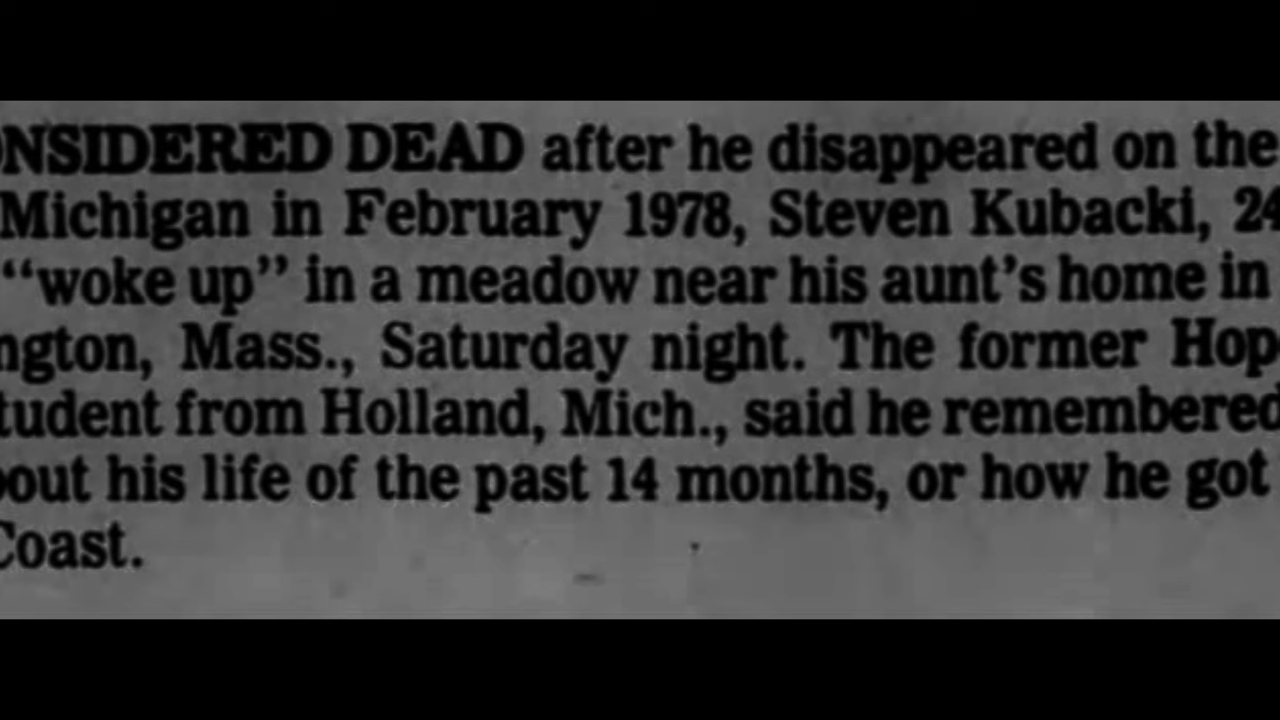 ONSIDERED DEAD after he disappeared on the
Michigan in February 1978, Steven Kubacki, 24
“woke up” in a meadow near his aunt’s home in
ngton, Mass., Saturday night. The former Hop-
tudent from Holland, Mich., said he remembered
bout his life of the past 14 months, or how he got
Coast.